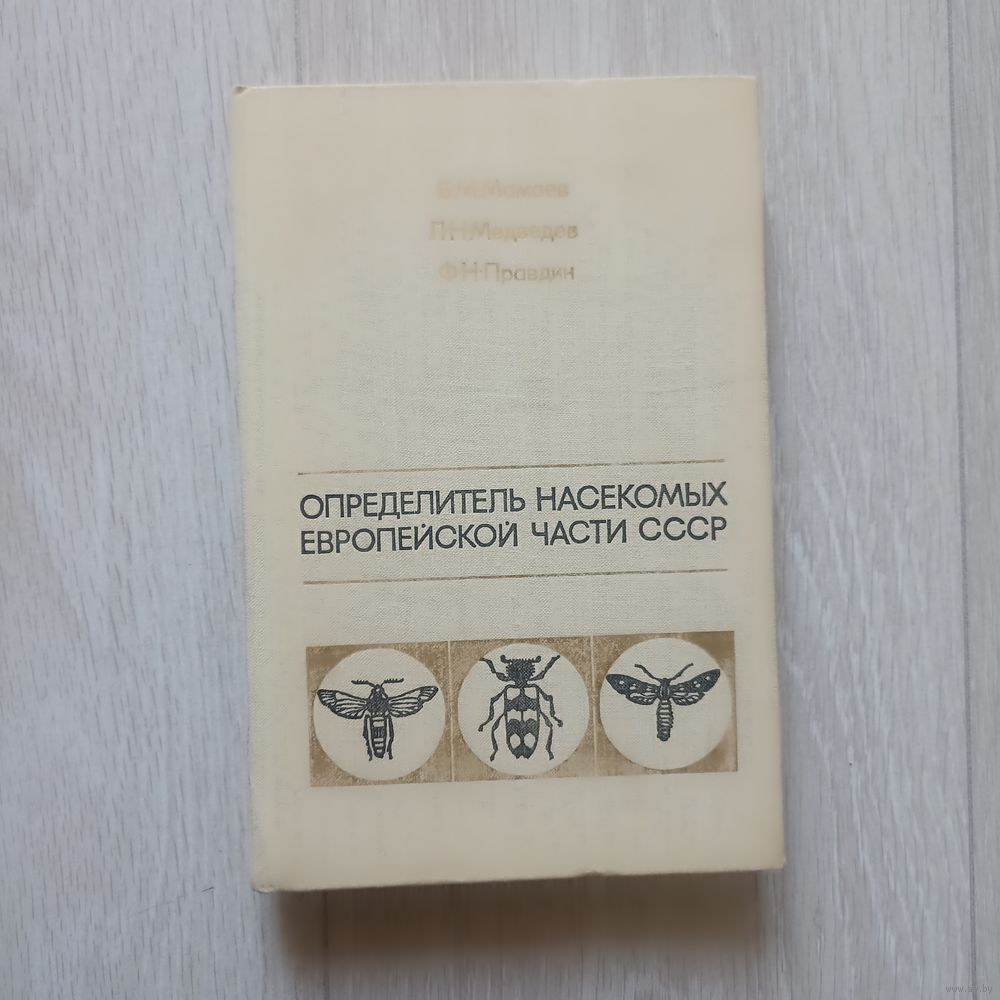 Б.М.Мамаев
Л.Н.Медведев
Ф.Н.Правдин
ОПРЕДЕЛИТЕЛЬ НАСЕКОМЫХ
ЕВРОПЕЙСКОЙ ЧАСТИ СССР